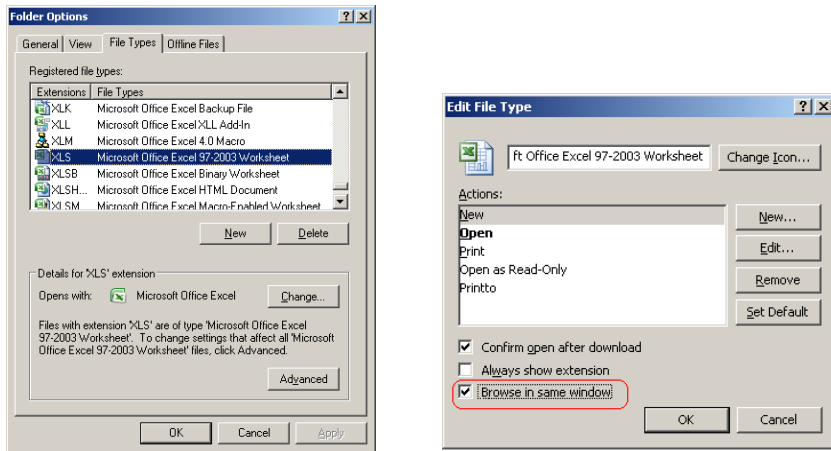 Folder Options
General View File Types Offline Files
Registered file types:
Extensions File Types
XLK Microsoft Office Excel Backup File
XLL Microsoft Office Excel XLL Add-In
XLM Microsoft Office Excel 4.0 Macro
XLS Microsoft Office Excel 97-2003 Worksheet
XLSB Microsoft Office Excel Binary Worksheet
XLSH... Microsoft Office Excel HTML Document
XLSM Microsoft Office Excel Macro-Enabled Worksheet
New Delete
Details for 'XLS' extension
Opens with: Microsoft Office Excel Change...
Files with extension 'XLS' are of type 'Microsoft Office Excel
97-2003 Worksheet'. To change settings that affect all 'Microsoft
Office Excel 97-2003 Worksheet' files, click Advanced.
Advanced
OK Cancel Apply
Edit File Type
ft Office Excel 97-2003 Worksheet Change Icon...
Actions:
New New...
Open
Print Edit...
Open as Read-Only
Printto Remove
Set Default
Confirm open after download
Always show extension
Browse in same window
OK Cancel